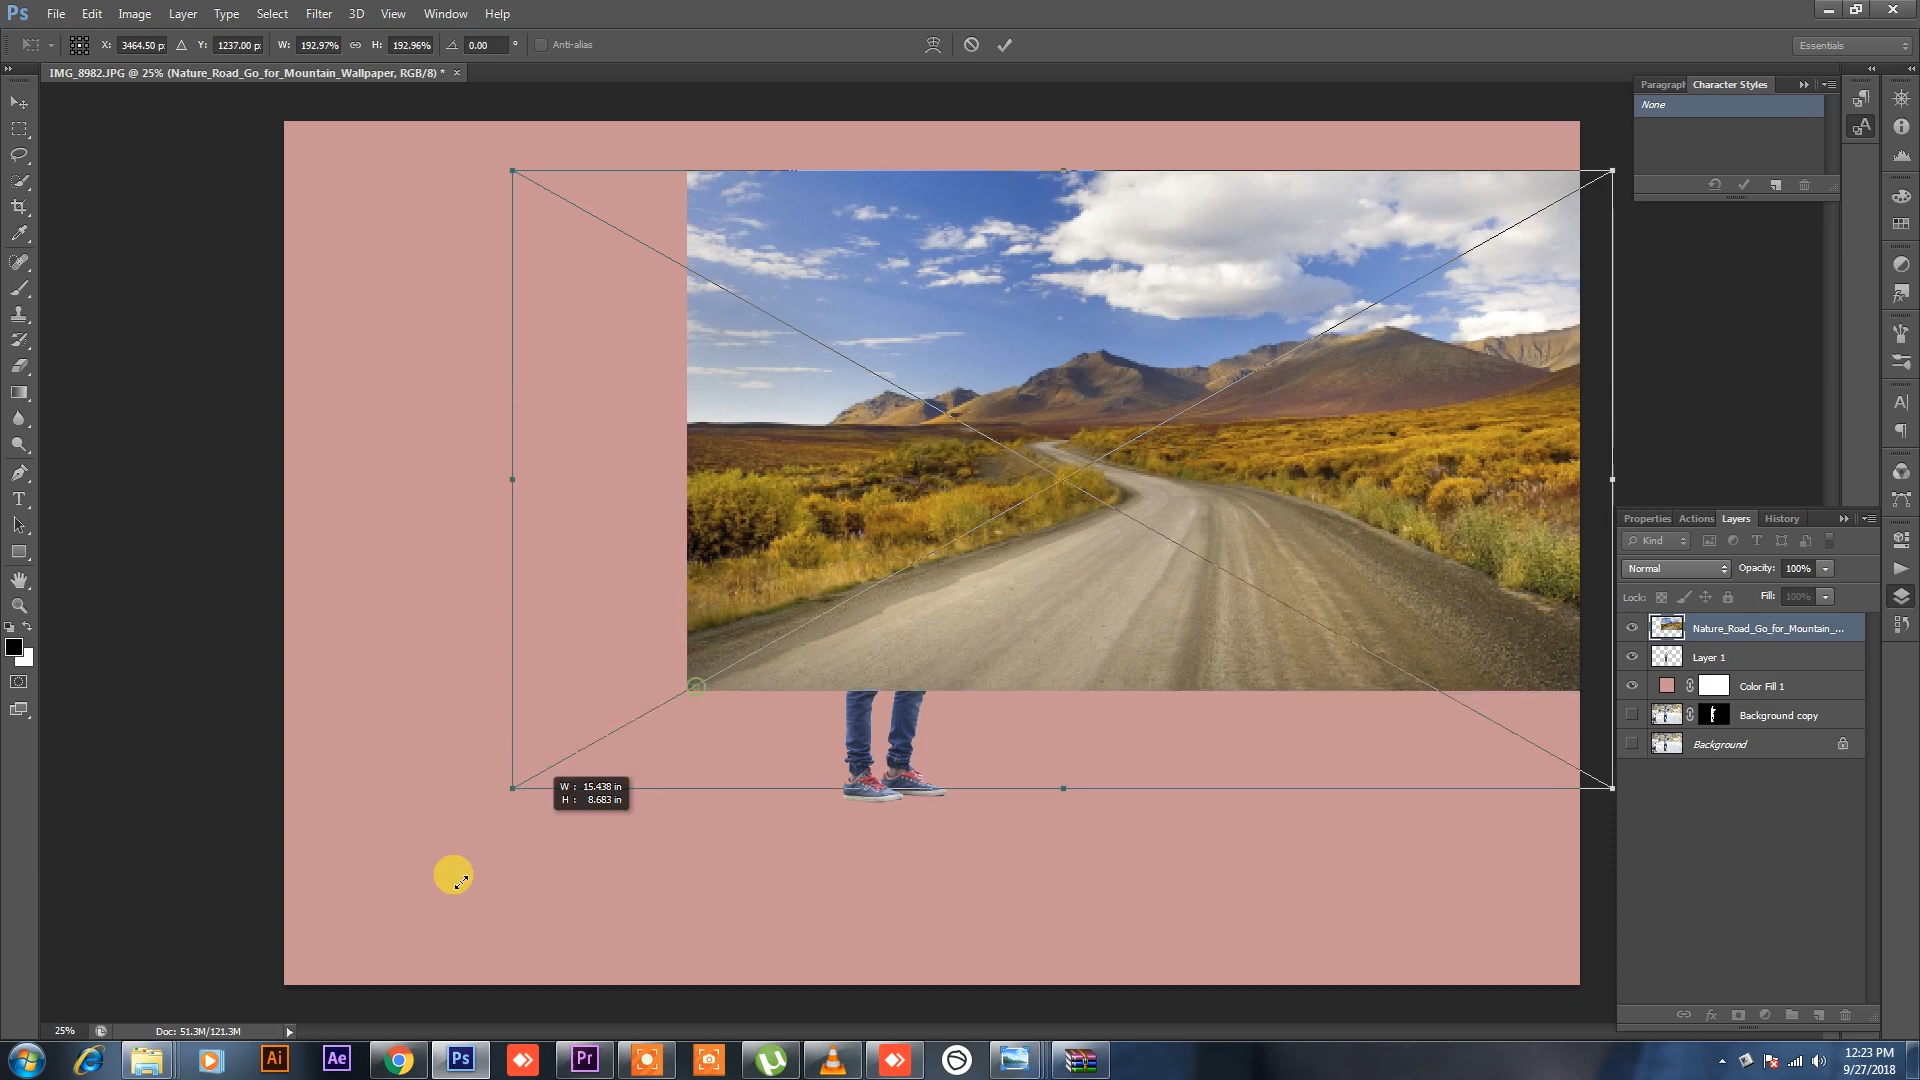 Ps File Edit Image Layer Type Select Filter 3D View Window Help
X: 3464.50 p: Y: 1237.00 p: W: 192.97% H: 192.96% 0.00 ° Anti-alias Essentials
IMG_8982.JPG @ 25% (Nature_Road_Go_for_Mountain_Wallpaper, RGB/8) * ×
Paragraph Character Styles
None
Properties Actions Layers History
Kind
Normal Opacity: 100%
Lock: Fill: 100%
Nature_Road_Go_for_Mountain_...
Layer 1
Color Fill 1
Background copy
Background
W : 15.438 in
H : 8.683 in
25% Doc: 51.3M/121.3M
Ai Ae Ps Pr
12:23 PM
9/27/2018